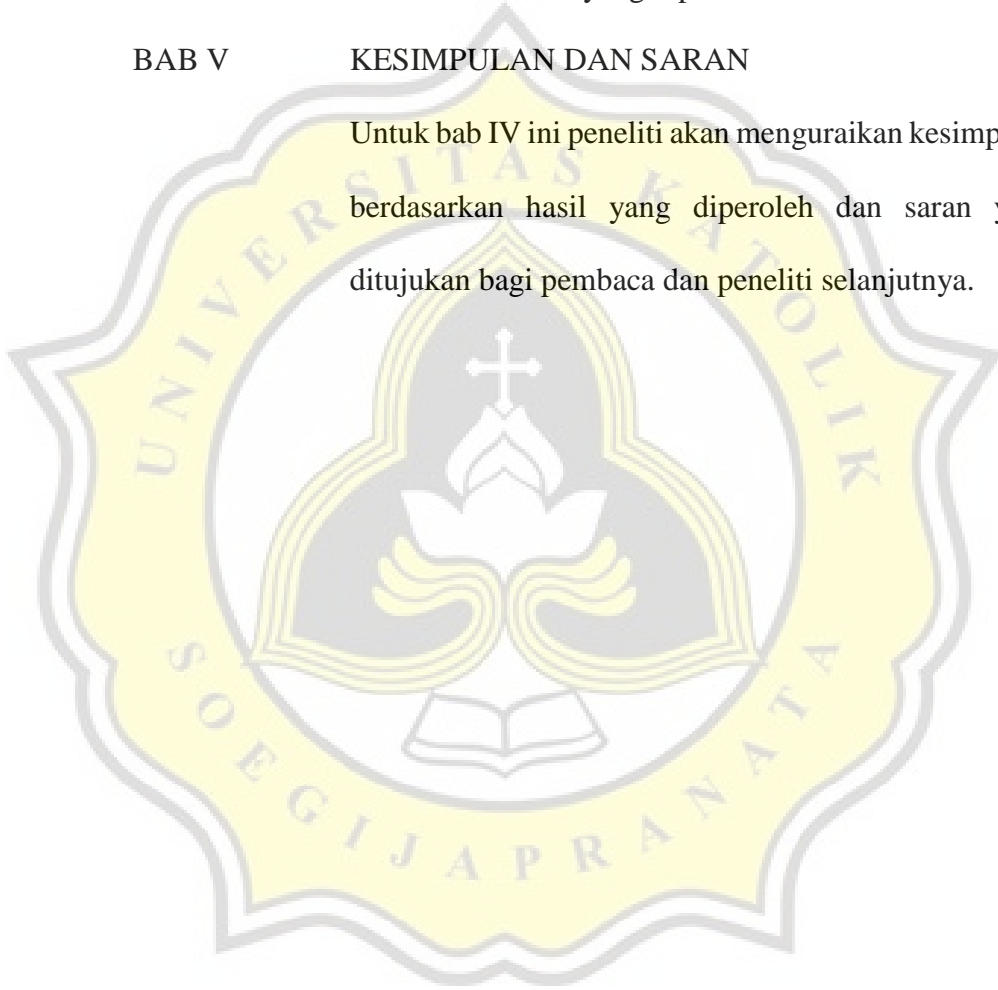 BAB V KESIMPULAN DAN SARAN
Untuk bab IV ini peneliti akan menguraikan
berdasarkan hasil yang diperoleh dan saran
ditujukan bagi pembaca dan peneliti selanjutnya.
UNIVERSITAS KATOLIK
SOEGIJAPRANATA